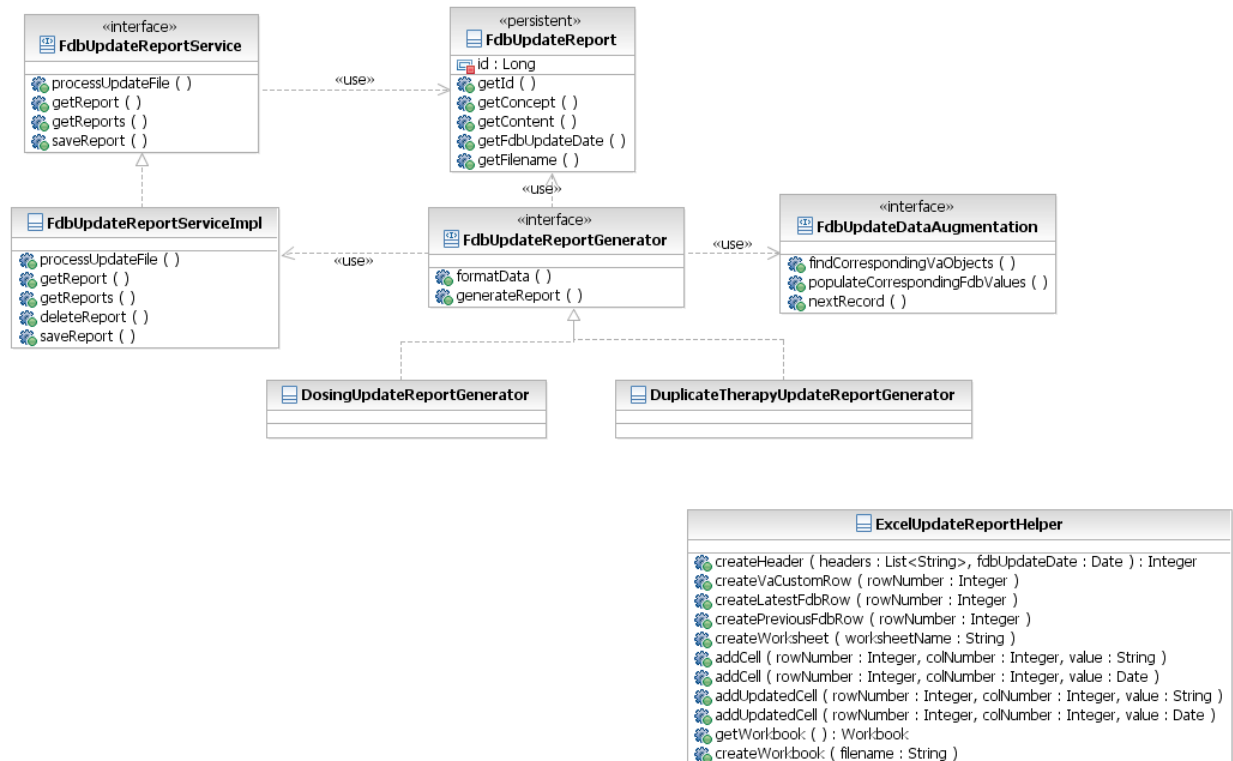 «interface»
FdbUpdateReportService
processUpdateFile ( )
getReport ( )
getReports ( )
saveReport ( )
«use»
«persistent»
FdbUpdateReport
id : Long
getId ( )
getConcept ( )
getContent ( )
getFdbUpdateDate ( )
getFilename ( )
«use»
FdbUpdateReportServiceImpl
processUpdateFile ( )
getReport ( )
getReports ( )
deleteReport ( )
saveReport ( )
«use»
«interface»
FdbUpdateReportGenerator
formatData ( )
generateReport ( )
«use»
«interface»
FdbUpdateDataAugmentation
findCorrespondingVaObjects ( )
populateCorrespondingFdbValues ( )
nextRecord ( )
DosingUpdateReportGenerator
DuplicateTherapyUpdateReportGenerator
ExcelUpdateReportHelper
createHeader ( headers : List<String>, fdbUpdateDate : Date ) : Integer
createVaCustomRow ( rowNumber : Integer )
createLatestFdbRow ( rowNumber : Integer )
createPreviousFdbRow ( rowNumber : Integer )
createWorksheet ( worksheetName : String )
addCell ( rowNumber : Integer, colNumber : Integer, value : String )
addCell ( rowNumber : Integer, colNumber : Integer, value : Date )
addUpdatedCell ( rowNumber : Integer, colNumber : Integer, value : String )
addUpdatedCell ( rowNumber : Integer, colNumber : Integer, value : Date )
getWorkbook ( ) : Workbook
createWorkbook ( filename : String )